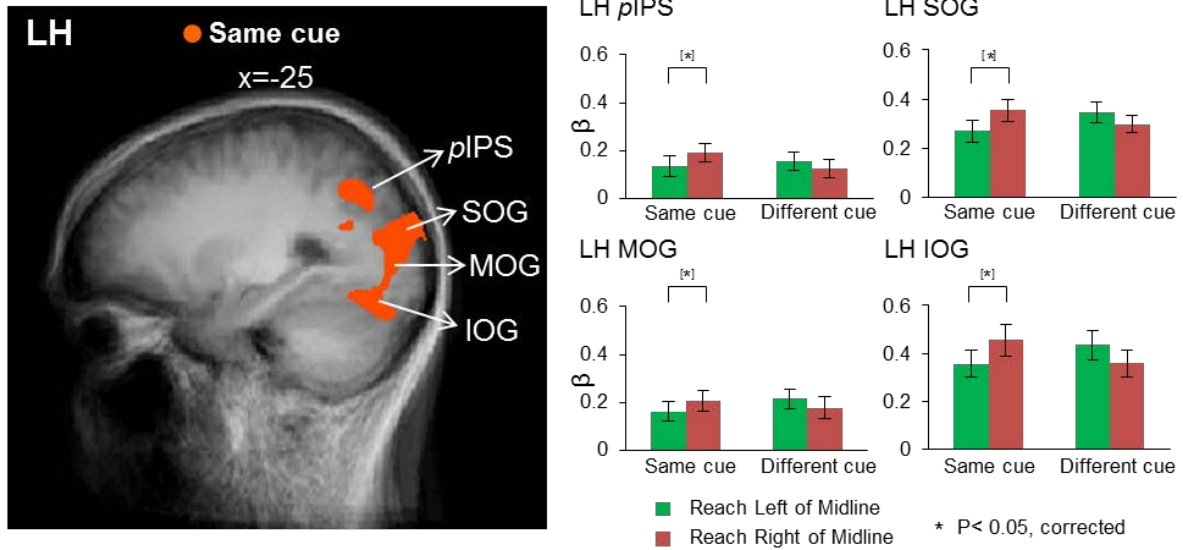 LH
Same cue
x=-25
pIPS
SOG
MOG
IOG
LH pIPS
β
0.6
0.4
0.2
0
[*]
Same cue
Different cue
LH SOG
0.6
0.4
0.2
0
[*]
Same cue
Different cue
LH MOG
β
0.6
0.4
0.2
0
[*]
Same cue
Different cue
LH IOG
0.6
0.4
0.2
0
[*]
Same cue
Different cue
Reach Left of Midline
Reach Right of Midline
* P< 0.05, corrected